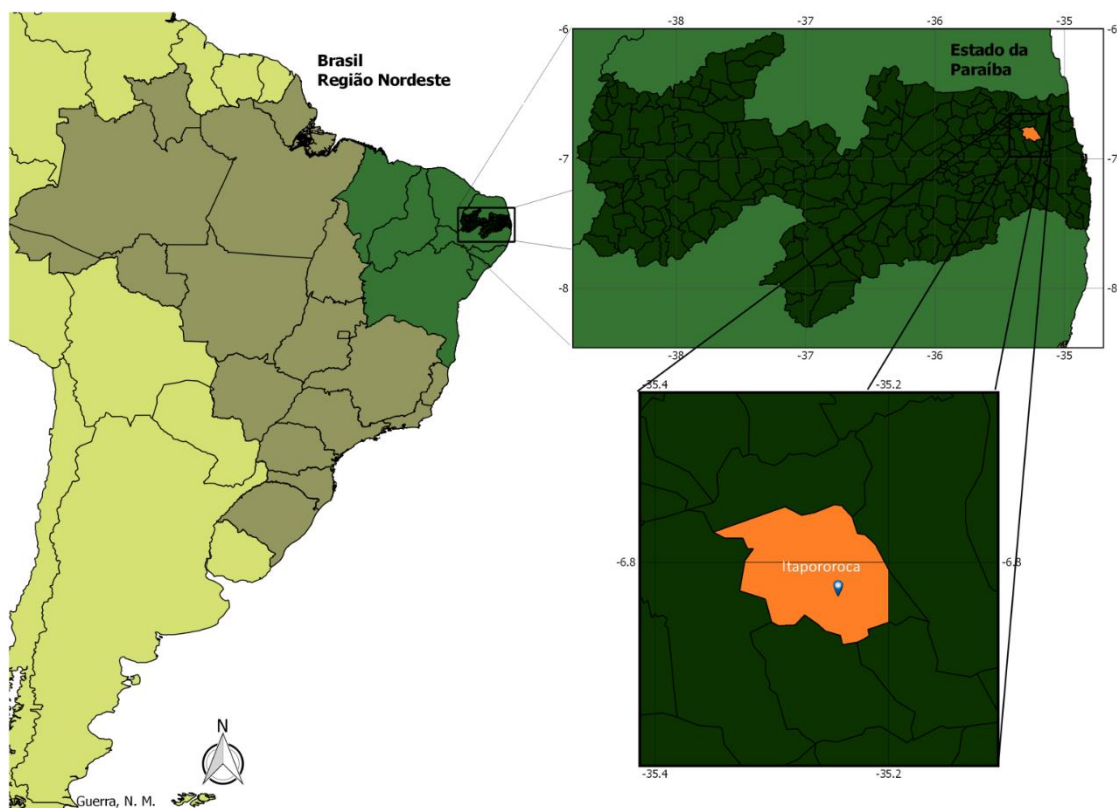 Brasil
Região Nordeste
N
Guerra, N. M.
-38
-37
-36
-35
-6
-6
Estado da
Paraíba
-7
-7
-8
-8
-38
-37
-36
-35
-35.4
-35.2
-6.8
-6.8
Itapororoca
-35.4
-35.2